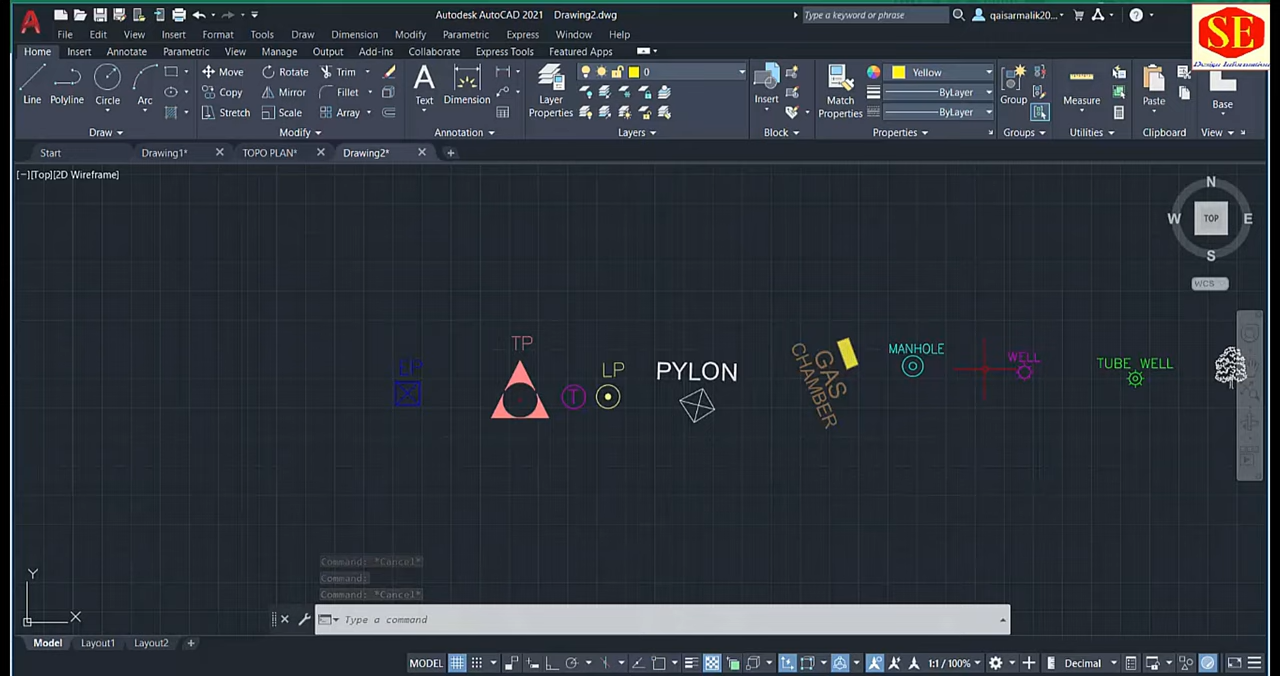 Autodesk AutoCAD 2021 Drawing2.dwg
Type a keyword or phrase
qaisarmalik20...
SE
File Edit View Insert Format Tools Draw Dimension Modify Parametric Express Window Help
Home Insert Annotate Parametric View Manage Output Add-ins Collaborate Express Tools Featured Apps
Line Polyline Circle Arc
Move Rotate Trim
Copy Mirror Fillet
Stretch Scale Array
Text Dimension
Layer Properties
0
Insert
Match Properties
Yellow
ByLayer
ByLayer
Group
Measure
Paste
Base
Draw Modify Annotation Layers Block Properties Groups Utilities Clipboard View
Start Drawing1* TOPO PLAN* Drawing2*
[−][Top][2D Wireframe]
N
W TOP E
S
WCS
TP
LP
PYLON
GAS
CHAMBER
MANHOLE
WELL
TUBE WELL
T
Command: *Cancel*
Command:
Command: *Cancel*
Y
X
Type a command
Model Layout1 Layout2
MODEL 1:1 / 100% Decimal